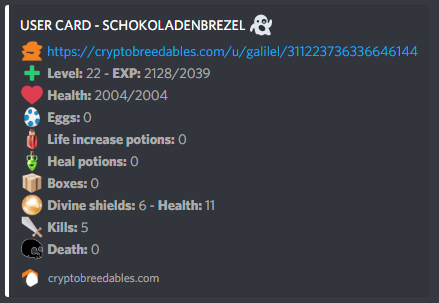 USER CARD - SCHOKOLADENBREZEL
https://cryptobreedables.com/u/galilel/311223736336646144
Level: 22 - EXP: 2128/2039
Health: 2004/2004
Eggs: 0
Life increase potions: 0
Heal potions: 0
Boxes: 0
Divine shields: 6 - Health: 11
Kills: 5
Death: 0
cryptobreedables.com